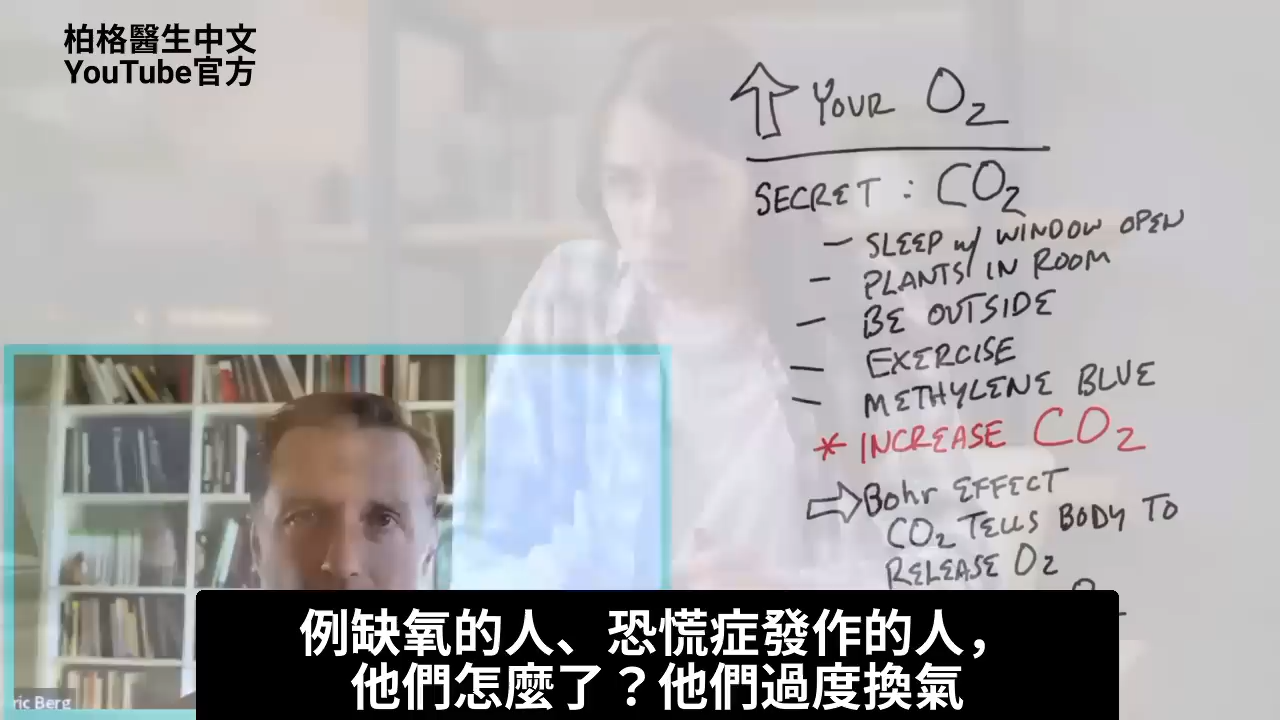 柏格醫生中文
YouTube官方
YOUR O2
SECRET : CO2
– SLEEP w/ WINDOW OPEN
– PLANTS IN ROOM
– BE OUTSIDE
– EXERCISE
– METHYLENE BLUE
* INCREASE CO2
Bohr EFFECT
CO2 TELLS BODY TO
RELEASE O2
ric Berg
例缺氧的人、恐慌症發作的人，
他們怎麼了？他們過度換氣